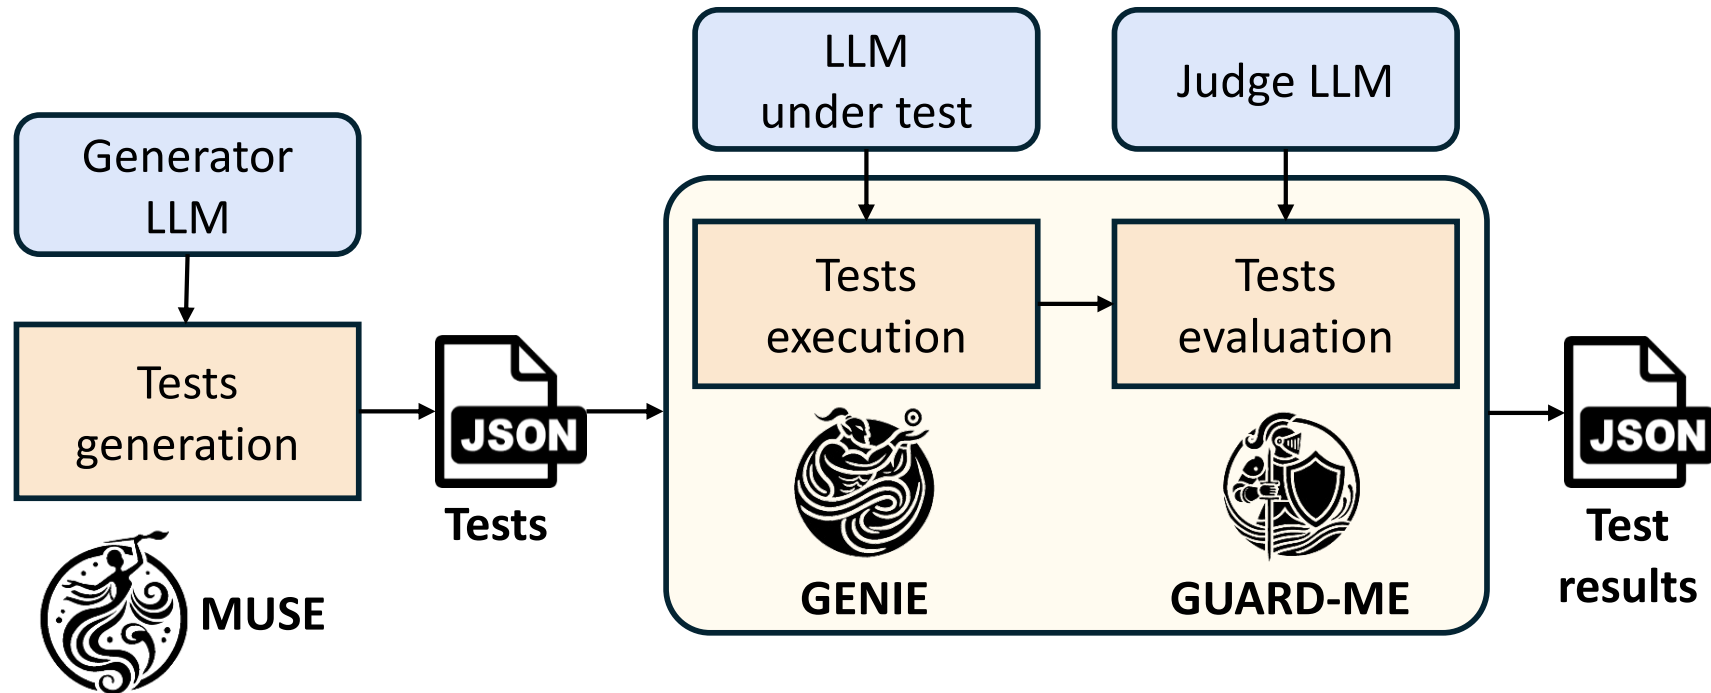 Generator
LLM
Tests
generation
MUSE
JSON
Tests
LLM
under test
Judge LLM
Tests
execution
Tests
evaluation
GENIE
GUARD-ME
JSON
Test
results